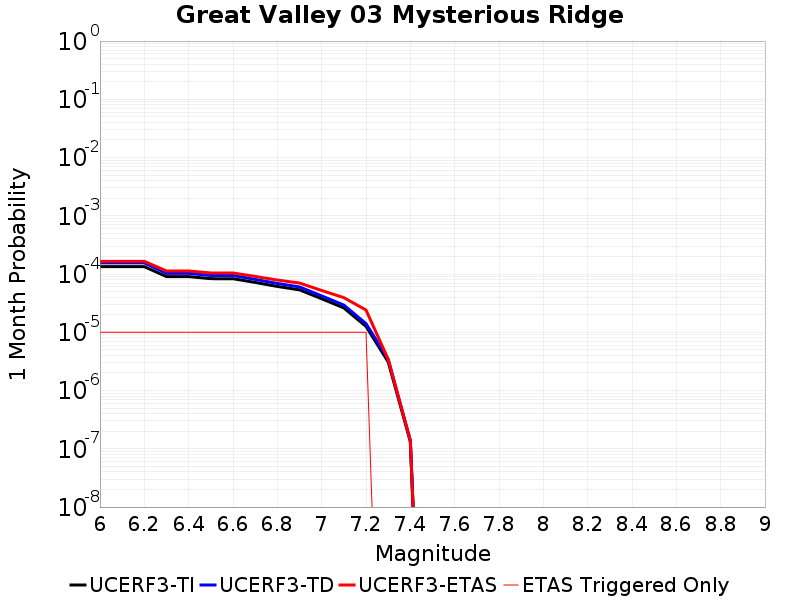 Great Valley 03 Mysterious Ridge
1 Month Probability
10^0
10^-1
10^-2
10^-3
10^-4
10^-5
10^-6
10^-7
10^-8
6 6.2 6.4 6.6 6.8 7 7.2 7.4 7.6 7.8 8 8.2 8.4 8.6 8.8 9
Magnitude
UCERF3-TI UCERF3-TD UCERF3-ETAS ETAS Triggered Only